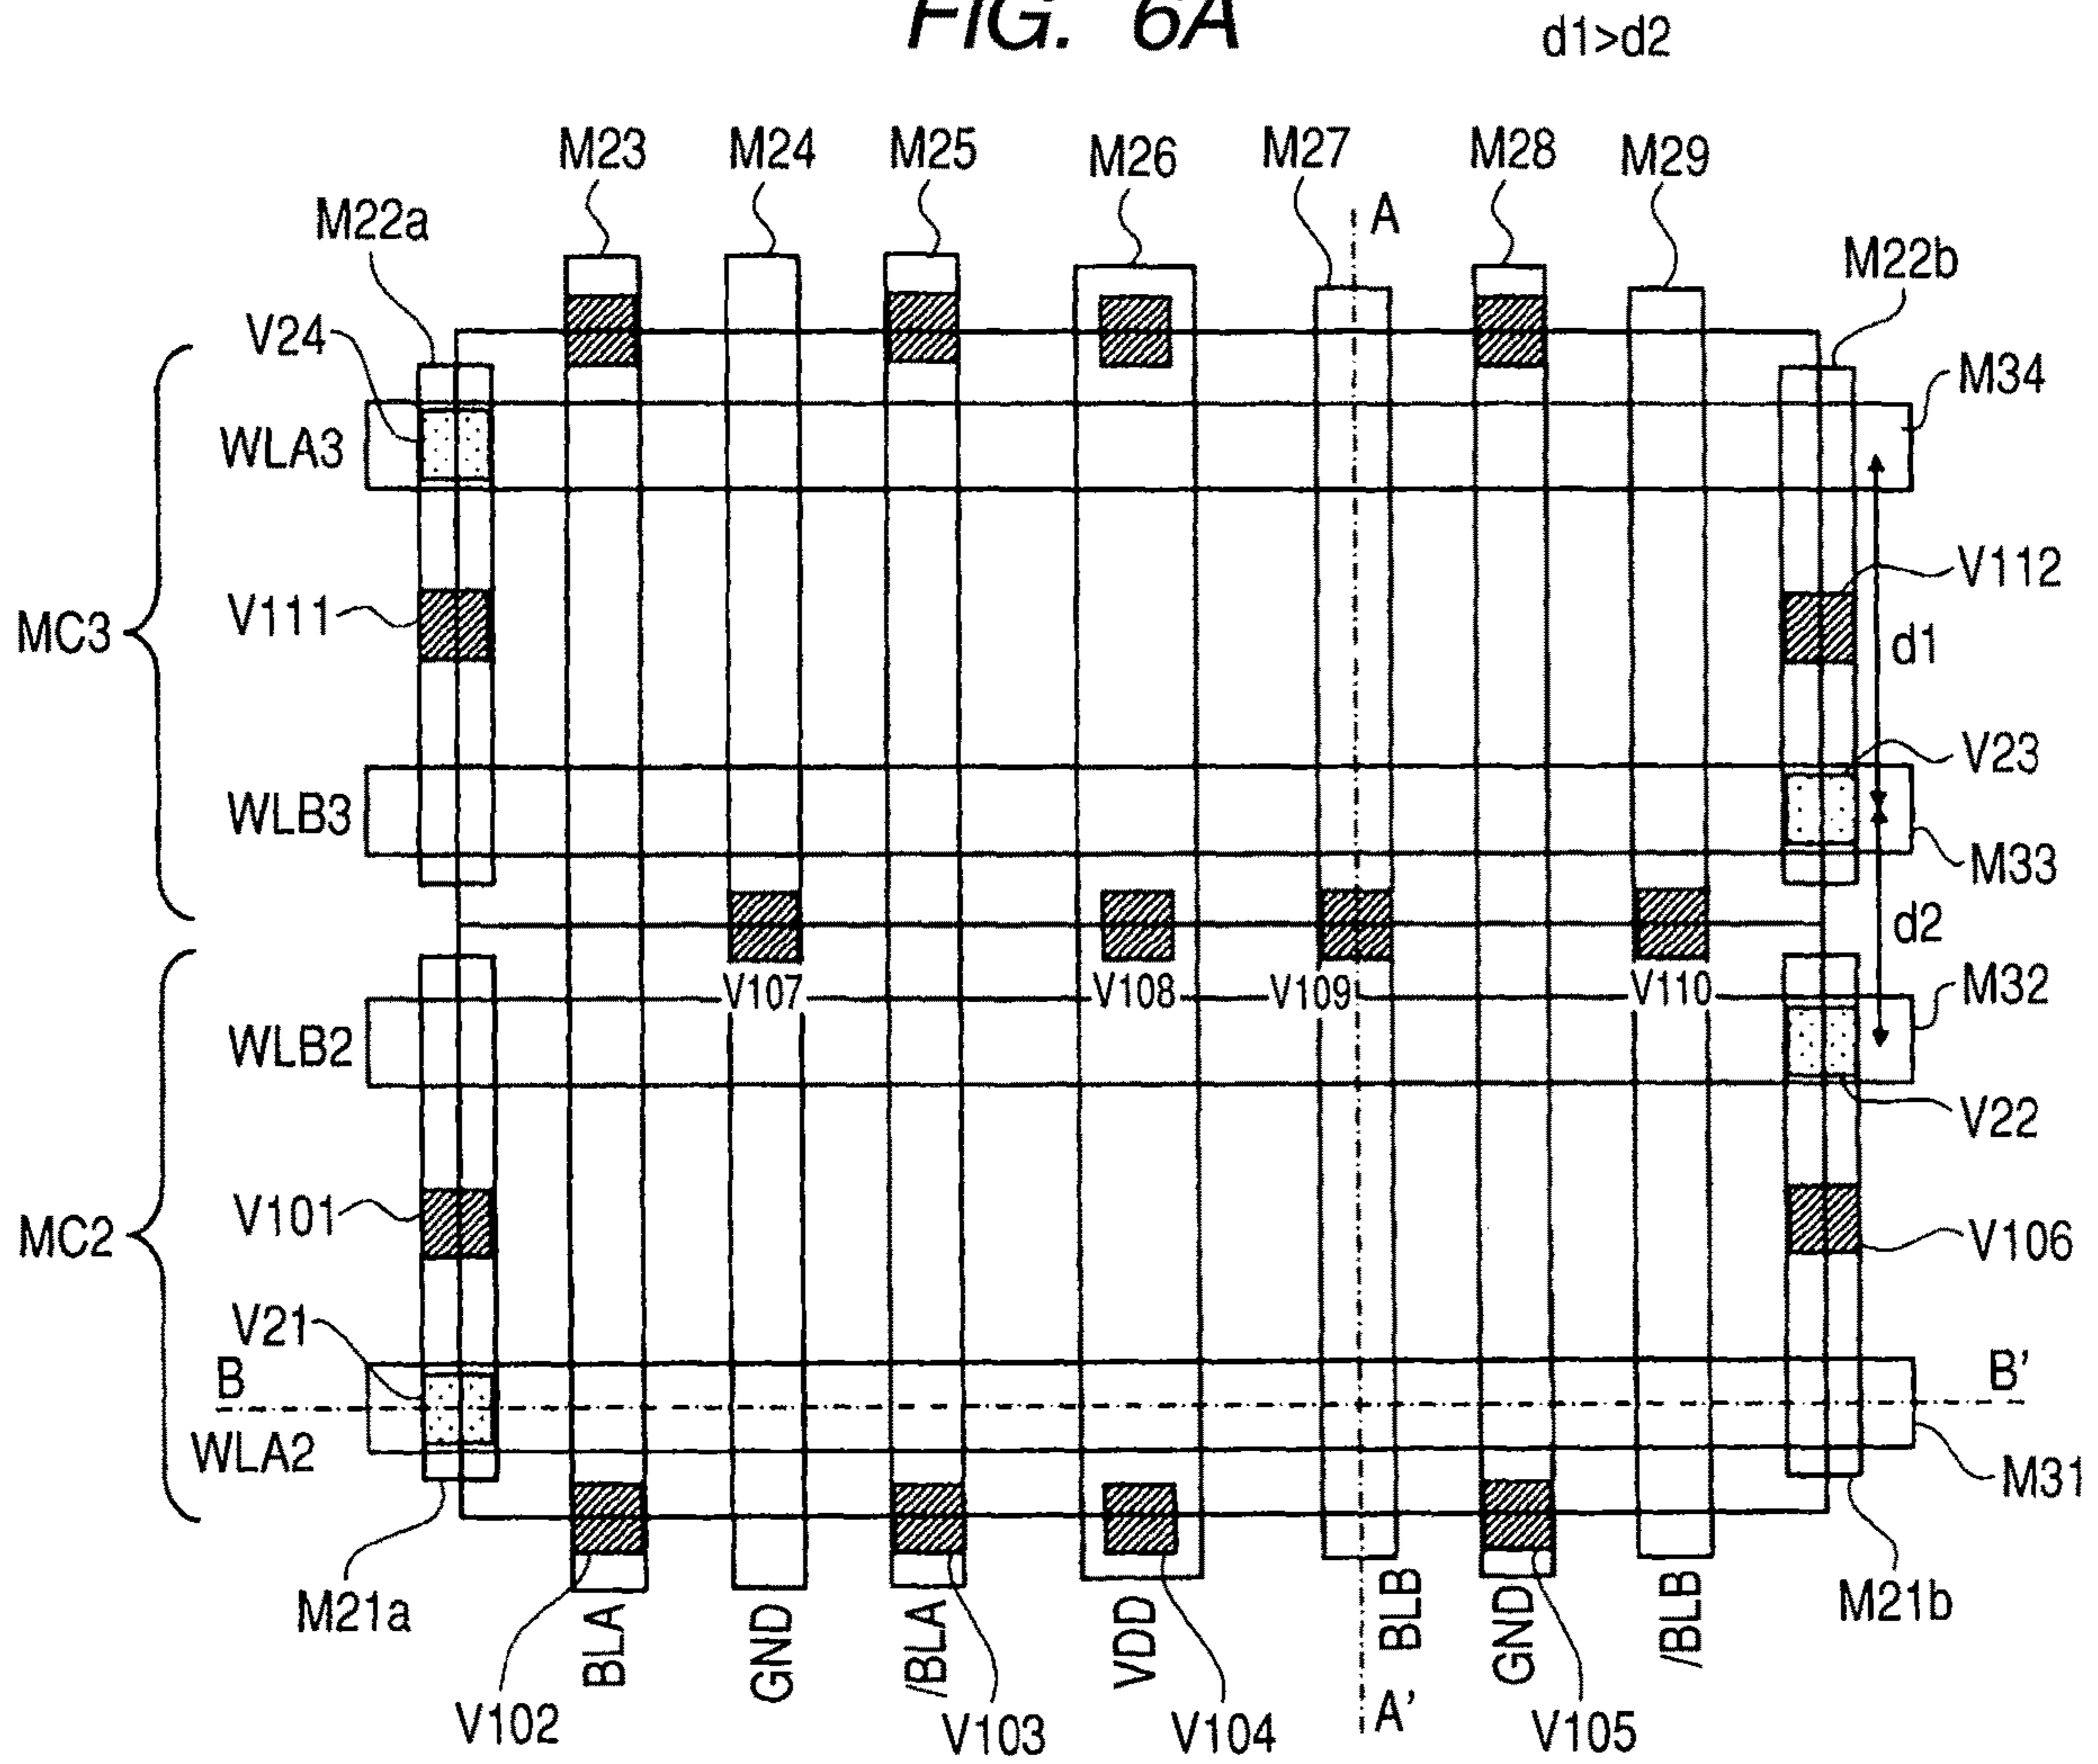 FIG. 6A
d1>d2
M23
M24
M25
M26
M27
M28
M29
A
M22a
M22b
V24
M34
WLA3
V112
V111
MC3
d1
V23
WLB3
M33
d2
V107
V108
V109
V110
M32
WLB2
V22
V101
MC2
V106
V21
B
B'
WLA2
M31
M21a
M21b
BLA
GND
/BLA
VDD
BLB
GND
/BLB
V102
V103
V104
A'
V105